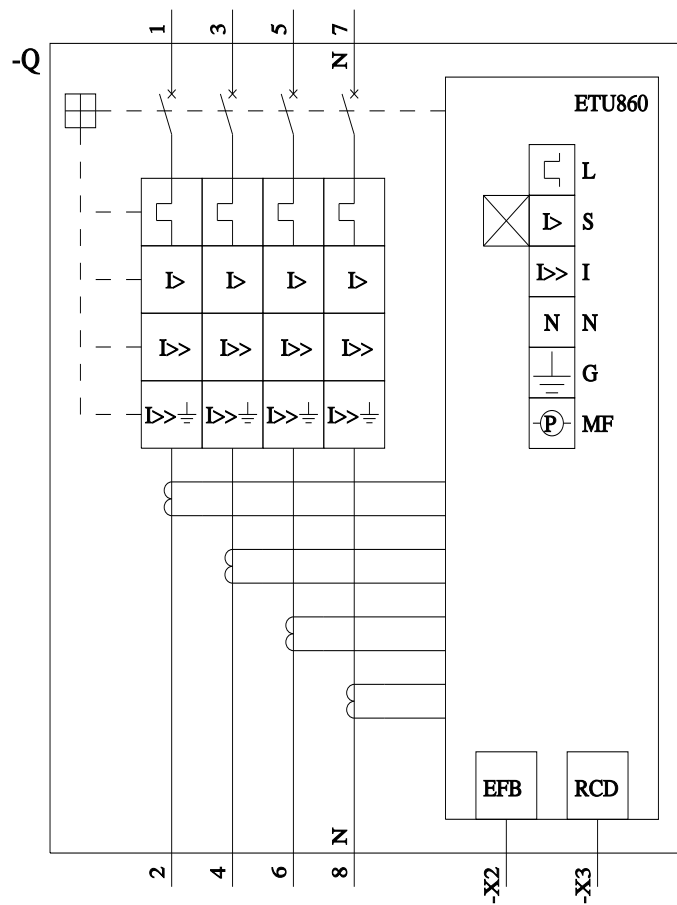 1 3 5 7
-Q
N
ETU860
L
I> S
I> I> I> I>
I>> I
I>> I>> I>> I>>
N N
G
I>> I>> I>> I>>
P MF
EFB RCD
N
2 4 6 8 -X2 -X3